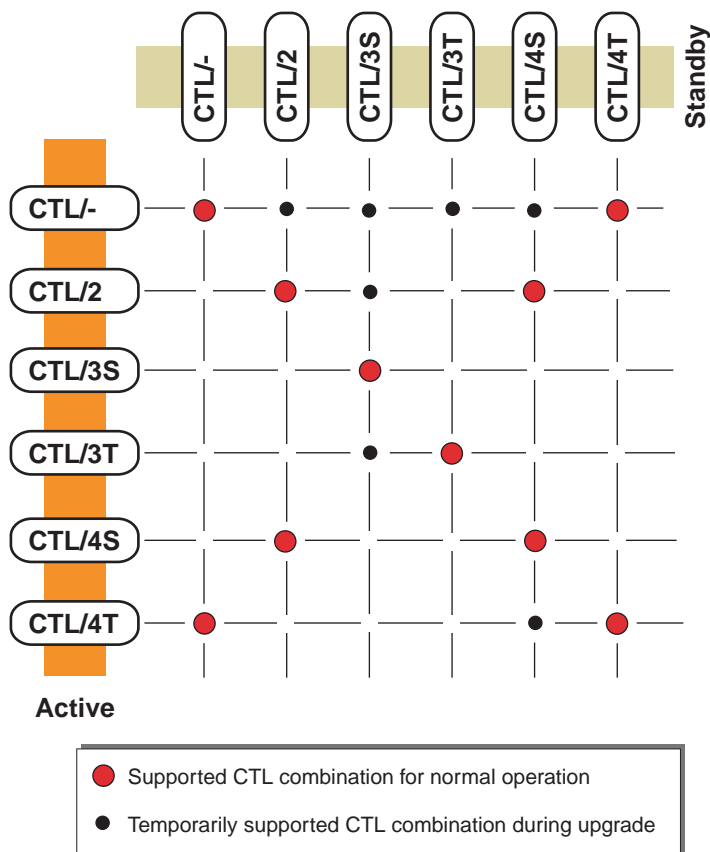 CTL/-
CTL/2
CTL/3S
CTL/3T
CTL/4S
CTL/4T
Standby
CTL/-
CTL/2
CTL/3S
CTL/3T
CTL/4S
CTL/4T
Active
Supported CTL combination for normal operation
Temporarily supported CTL combination during upgrade